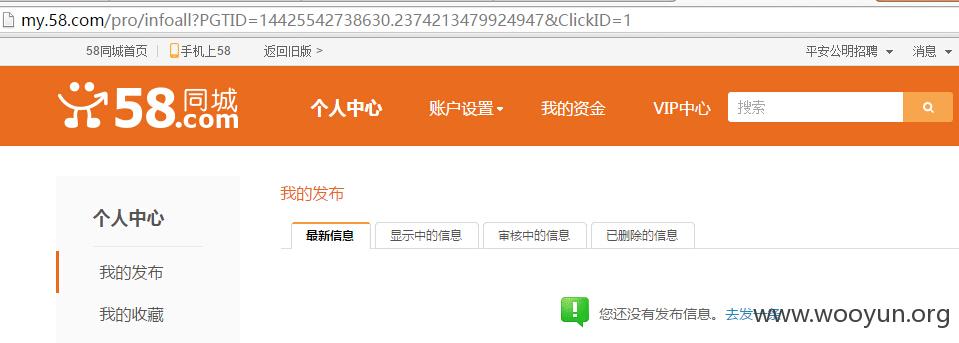 my.58.com/pro/infoall?PGTID=14425542738630.2374213479924947&ClickID=1
58同城首页 手机上58 返回旧版 > 平安公明招聘 消息
58同城.com 个人中心 账户设置 我的资金 VIP中心 搜索
个人中心
我的发布
我的收藏
我的发布
最新信息 显示中的信息 审核中的信息 已删除的信息
您还没有发布信息。去发一条
www.wooyun.org